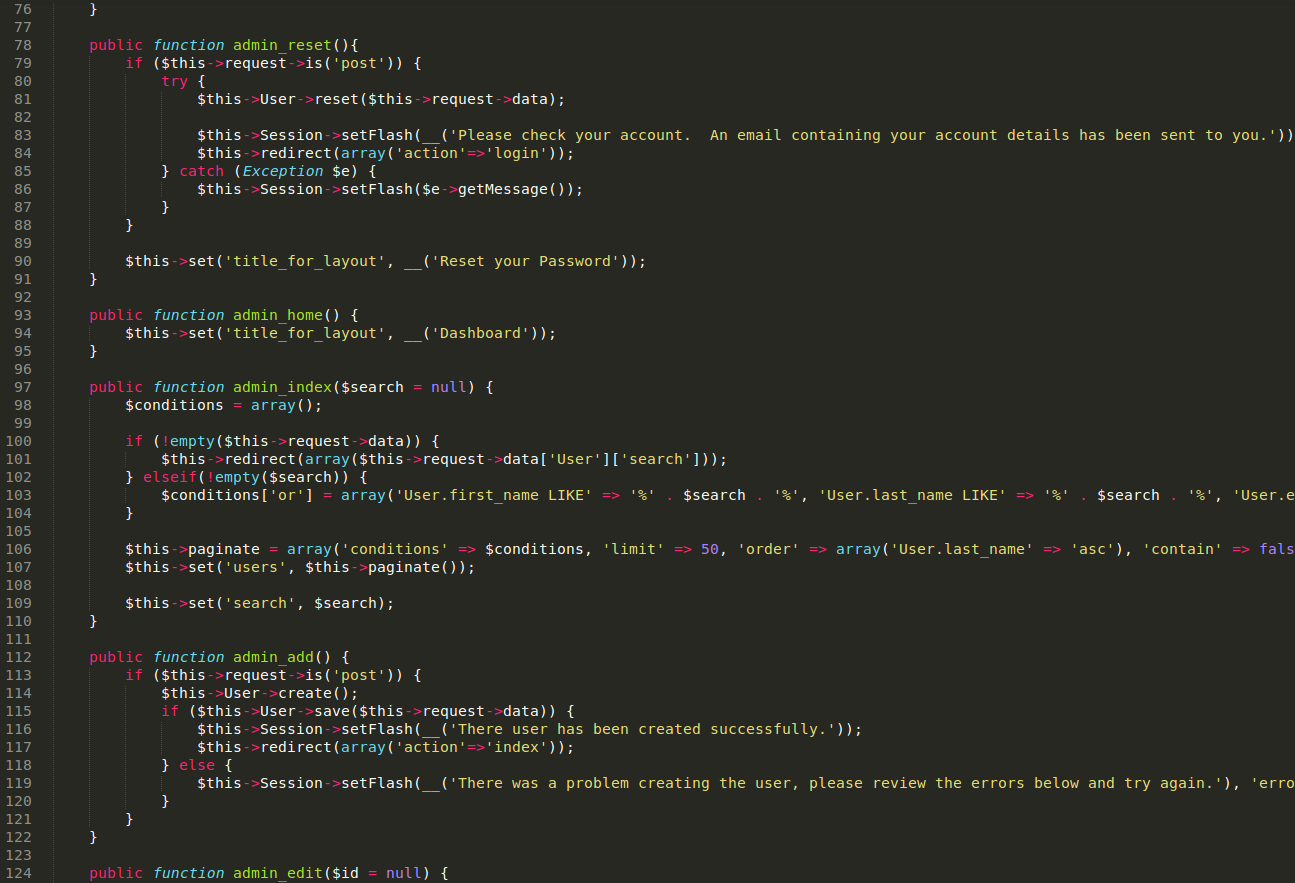 76 }
77
78 public function admin_reset(){
79 if ($this->request->is('post')) {
80 try {
81 $this->User->reset($this->request->data);
82
83 $this->Session->setFlash(__('Please check your account.  An email containing your account details has been sent to you.'))
84 $this->redirect(array('action'=>'login'));
85 } catch (Exception $e) {
86 $this->Session->setFlash($e->getMessage());
87 }
88 }
89
90 $this->set('title_for_layout', __('Reset your Password'));
91 }
92
93 public function admin_home() {
94 $this->set('title_for_layout', __('Dashboard'));
95 }
96
97 public function admin_index($search = null) {
98 $conditions = array();
99
100 if (!empty($this->request->data)) {
101 $this->redirect(array($this->request->data['User']['search']));
102 } elseif(!empty($search)) {
103 $conditions['or'] = array('User.first_name LIKE' => '%' . $search . '%', 'User.last_name LIKE' => '%' . $search . '%', 'User.e
104 }
105
106 $this->paginate = array('conditions' => $conditions, 'limit' => 50, 'order' => array('User.last_name' => 'asc'), 'contain' => fals
107 $this->set('users', $this->paginate());
108
109 $this->set('search', $search);
110 }
111
112 public function admin_add() {
113 if ($this->request->is('post')) {
114 $this->User->create();
115 if ($this->User->save($this->request->data)) {
116 $this->Session->setFlash(__('There user has been created successfully.'));
117 $this->redirect(array('action'=>'index'));
118 } else {
119 $this->Session->setFlash(__('There was a problem creating the user, please review the errors below and try again.'), 'erro
120 }
121 }
122 }
123
124 public function admin_edit($id = null) {